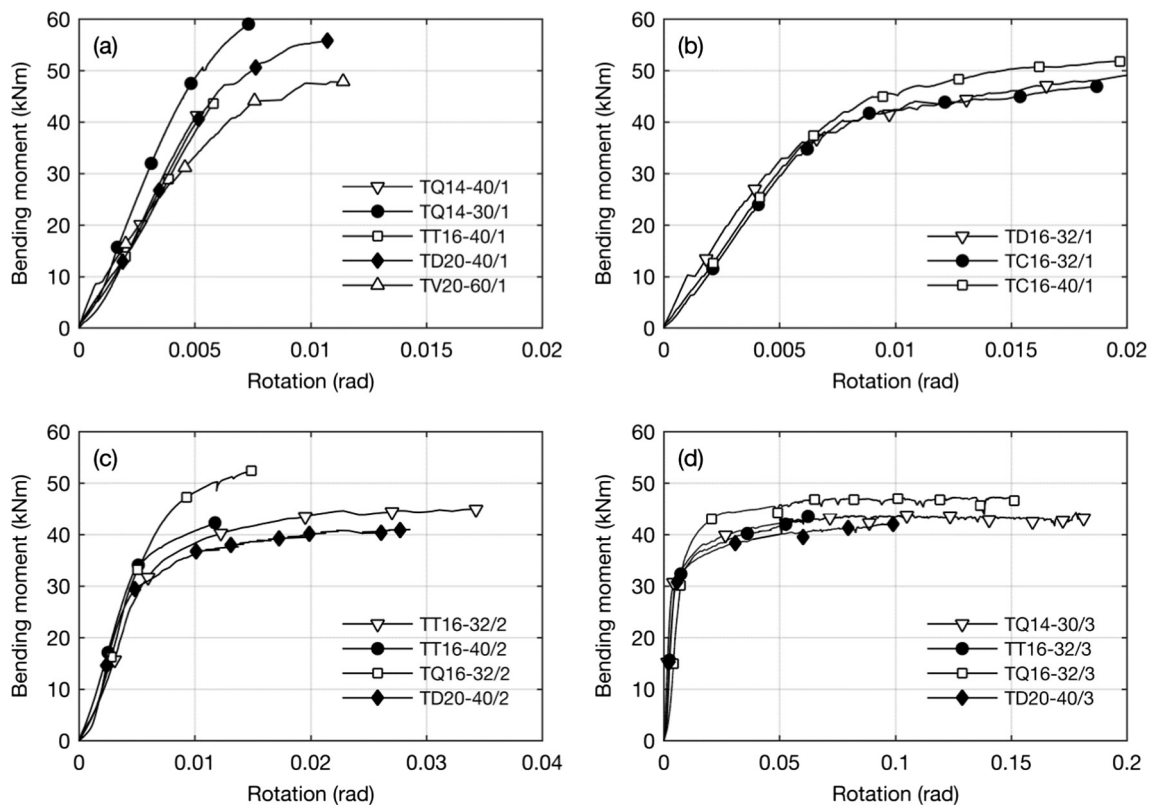 (a)
Bending moment (kNm)
60
50
40
30
20
10
0
TQ14-40/1
TQ14-30/1
TT16-40/1
TD20-40/1
TV20-60/1
0 0.005 0.01 0.015 0.02
Rotation (rad)
(b)
Bending moment (kNm)
60
50
40
30
20
10
0
TD16-32/1
TC16-32/1
TC16-40/1
0 0.005 0.01 0.015 0.02
Rotation (rad)
(c)
Bending moment (kNm)
60
50
40
30
20
10
0
TT16-32/2
TT16-40/2
TQ16-32/2
TD20-40/2
0 0.01 0.02 0.03 0.04
Rotation (rad)
(d)
Bending moment (kNm)
60
50
40
30
20
10
0
TQ14-30/3
TT16-32/3
TQ16-32/3
TD20-40/3
0 0.05 0.1 0.15 0.2
Rotation (rad)